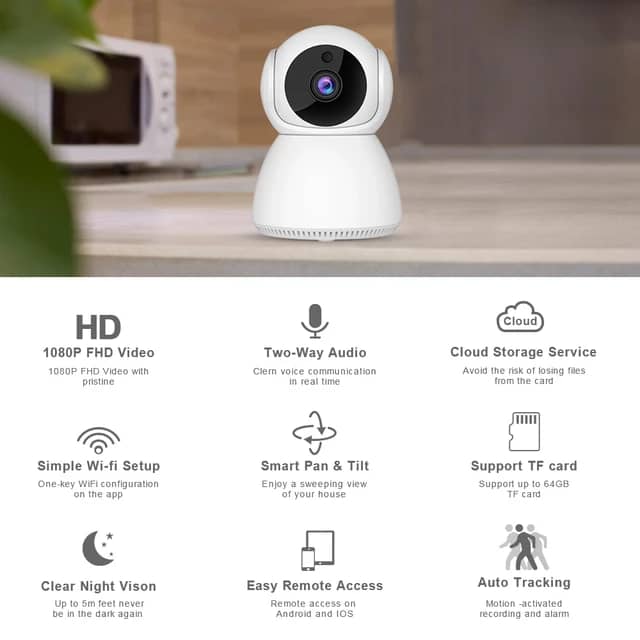 HD
1080P FHD Video
1080P FHD Video with
pristine
Two-Way Audio
Clern voice communication
in real time
Cloud
Cloud Storage Service
Avoid the risk of losing files
from the card
Simple Wi-fi Setup
One-key WiFi configuration
on the app
Smart Pan & Tilt
Enjoy a sweeping view
of your house
Support TF card
Support up to 64GB
TF card
Clear Night Vison
Up to 5m feet never
be in the dark again
Easy Remote Access
Remote access on
Android and IOS
Auto Tracking
Motion -activated
recording and alarm